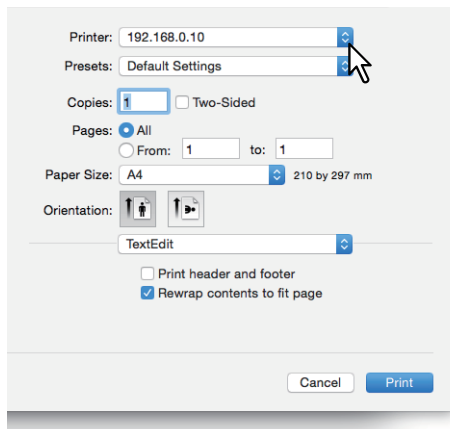 Printer: 192.168.0.10
Presets: Default Settings
Copies: 1 Two-Sided
Pages: All
From: 1 to: 1
Paper Size: A4 210 by 297 mm
Orientation:
TextEdit
Print header and footer
Rewrap contents to fit page
Cancel Print